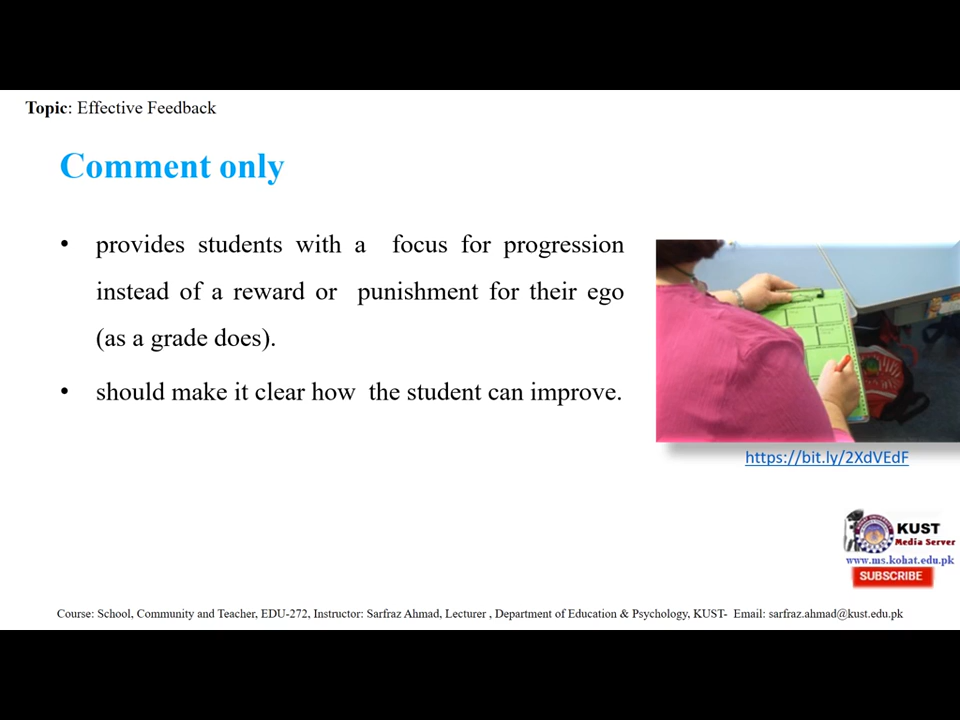 Topic: Effective Feedback
Comment only
• provides students with a focus for progression
instead of a reward or punishment for their ego
(as a grade does).
• should make it clear how the student can improve.
https://bit.ly/2XdVEdF
KUST
Media Server
www.ms.kohat.edu.pk
SUBSCRIBE
Course: School, Community and Teacher, EDU-272, Instructor: Sarfraz Ahmad, Lecturer , Department of Education & Psychology, KUST- Email: sarfraz.ahmad@kust.edu.pk